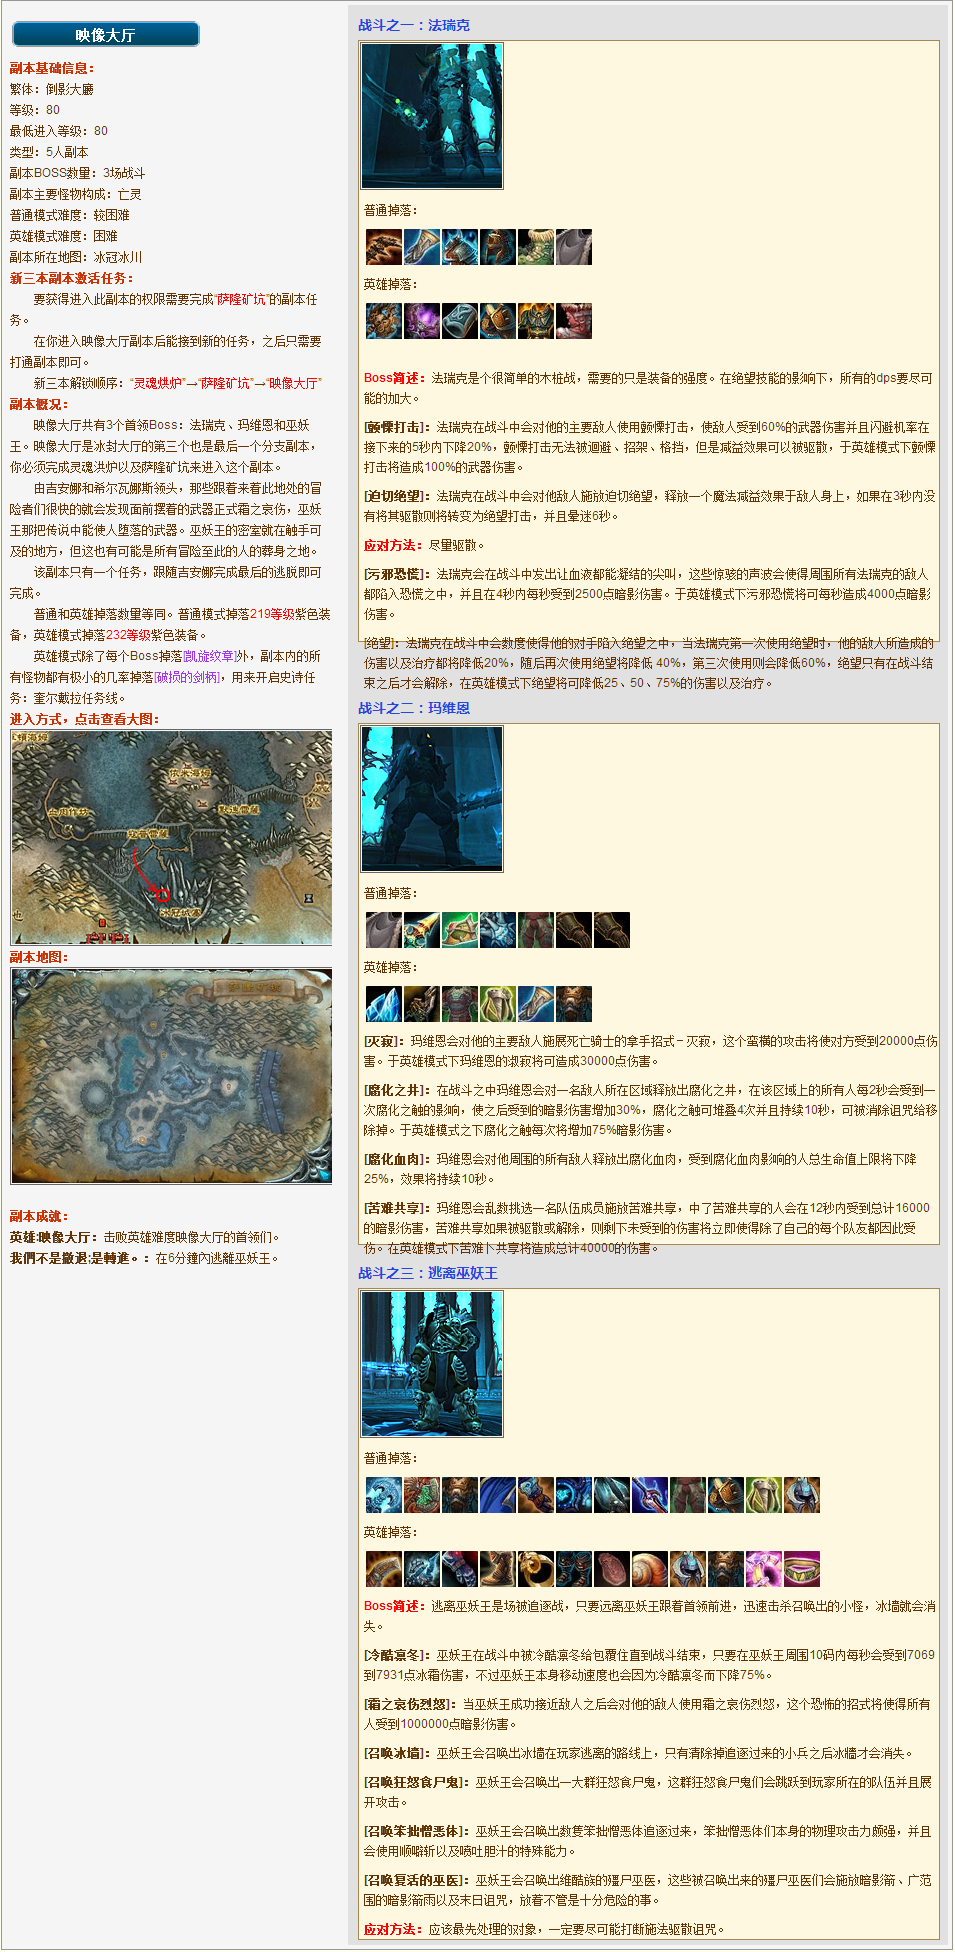 映像大厅
副本基础信息：
繁体：倒影大廳
等级：80
最低进入等级：80
类型：5人副本
副本BOSS数量：3场战斗
副本主要怪物构成：亡灵
普通模式难度：较困难
英雄模式难度：困难
副本所在地图：冰冠冰川
新三本副本激活任务：
要获得进入此副本的权限需要完成“萨隆矿坑”的副本任
务。
在你进入映像大厅副本后能接到新的任务，之后只需要
打通副本即可。
新三本解锁顺序：“灵魂烘炉”→“萨隆矿坑”→“映像大厅”
副本概况：
映像大厅共有3个首领Boss：法瑞克、玛维恩和巫妖
王。映像大厅是冰封大厅的第三个也是最后一个分支副本，
你必须完成灵魂洪炉以及萨隆矿坑来进入这个副本。
由吉安娜和希尔瓦娜斯领头，那些跟着来着此地处的冒
险者们很快的就会发现面前摆着的武器正式霜之哀伤，巫妖
王那把传说中能使人堕落的武器。巫妖王的密室就在触手可
及的地方，但这也有可能是所有冒险至此的人的葬身之地。
该副本只有一个任务，跟随吉安娜完成最后的逃脱即可
完成。
普通和英雄掉落数量等同。普通模式掉落219等级紫色装
备，英雄模式掉落232等级紫色装备。
英雄模式除了每个Boss掉落[凯旋纹章]外，副本内的所
有怪物都有极小的几率掉落[破损的剑柄]，用来开启史诗任
务：奎尔戴拉任务线。
进入方式，点击查看大图：
副本地图：
副本成就：
英雄:映像大厅：击败英雄难度映像大厅的首领们。
我們不是撤退;是轉進。：在6分鐘內逃離巫妖王。
战斗之一：法瑞克
普通掉落：
英雄掉落：
Boss简述：法瑞克是个很简单的木桩战，需要的只是装备的强度。在绝望技能的影响下，所有的dps要尽可
能的加大。
[颤慄打击]：法瑞克在战斗中会对他的主要敌人使用颤慄打击，使敌人受到60%的武器伤害并且闪避机率在
接下来的5秒内下降20%，颤慄打击无法被迴避、招架、格挡，但是减益效果可以被驱散，于英雄模式下颤慄
打击将造成100%的武器伤害。
[迫切绝望]：法瑞克在战斗中会对他敌人施放迫切绝望，释放一个魔法减益效果于敌人身上，如果在3秒内没
有将其驱散则将转变为绝望打击，并且晕迷6秒。
应对方法：尽量驱散。
[污邪恐慌]：法瑞克会在战斗中发出让血液都能凝结的尖叫，这些惊骇的声波会使得周围所有法瑞克的敌人
都陷入恐慌之中，并且在4秒内每秒受到2500点暗影伤害。于英雄模式下污邪恐慌将可每秒造成4000点暗影
伤害。
[绝望]：法瑞克在战斗中会数度使得他的对手陷入绝望之中，当法瑞克第一次使用绝望时，他的敌人所造成的
伤害以及治疗都将降低20%，随后再次使用绝望将降低 40%，第三次使用则会降低60%，绝望只有在战斗结
束之后才会解除，在英雄模式下绝望将可降低25、50、75%的伤害以及治疗。
战斗之二：玛维恩
普通掉落：
英雄掉落：
[灭寂]：玛维恩会对他的主要敌人施展死亡骑士的拿手招式－灭寂，这个蛮横的攻击将使对方受到20000点伤
害。于英雄模式下玛维恩的潊寂将可造成30000点伤害。
[腐化之井]：在战斗之中玛维恩会对一名敌人所在区域释放出腐化之井，在该区域上的所有人每2秒会受到一
次腐化之触的影响，使之后受到的暗影伤害增加30%，腐化之触可堆叠4次并且持续10秒，可被消除诅咒给移
除掉。于英雄模式之下腐化之触每次将增加75%暗影伤害。
[腐化血肉]：玛维恩会对他周围的所有敌人释放出腐化血肉，受到腐化血肉影响的人总生命值上限将下降
25%，效果将持续10秒。
[苦难共享]：玛维恩会乱数挑选一名队伍成员施放苦难共享，中了苦难共享的人会在12秒内受到总计16000
的暗影伤害，苦难共享如果被驱散或解除，则剩下未受到的伤害将立即使得除了自己的每个队友都因此受
伤。在英雄模式下苦难卜共享将造成总计40000的伤害。
战斗之三：逃离巫妖王
普通掉落：
英雄掉落：
Boss简述：逃离巫妖王是场被追逐战，只要远离巫妖王跟着首领前进，迅速击杀召唤出的小怪，冰墙就会消
失。
[冷酷凛冬]：巫妖王在战斗中被冷酷凛冬给包覆住直到战斗结束，只要在巫妖王周围10码内每秒会受到7069
到7931点冰霜伤害，不过巫妖王本身移动速度也会因为冷酷凛冬而下降75%。
[霜之哀伤烈怒]：当巫妖王成功接近敌人之后会对他的敌人使用霜之哀伤烈怒，这个恐怖的招式将使得所有
人受到1000000点暗影伤害。
[召唤冰墙]：巫妖王会召唤出冰墙在玩家逃离的路线上，只有清除掉追逐过来的小兵之后冰牆才会消失。
[召唤狂怒食尸鬼]：巫妖王会召唤出一大群狂怒食尸鬼，这群狂怒食尸鬼们会跳跃到玩家所在的队伍并且展
开攻击。
[召唤笨拙憎恶体]：巫妖王会召唤出数隻笨拙憎恶体追逐过来，笨拙憎恶体们本身的物理攻击力颇强，并且
会使用顺噼斩以及嘔吐胆汁的特殊能力。
[召唤复活的巫医]：巫妖王会召唤出维酷族的殭尸巫医，这些被召唤出来的殭尸巫医们会施放暗影箭、广范
围的暗影箭雨以及末日诅咒，放着不管是十分危险的事。
应对方法：应该最先处理的对象，一定要尽可能打断施法驱散诅咒。